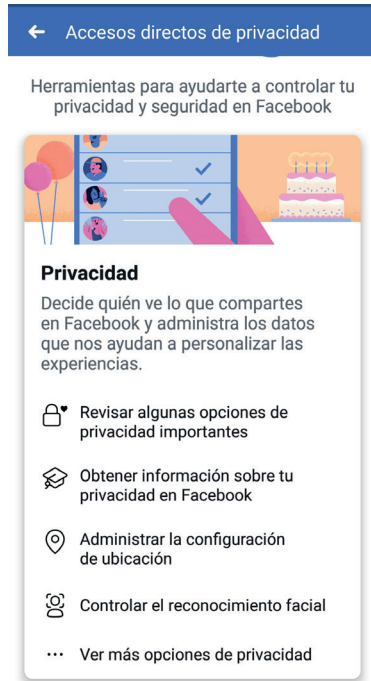 Accesos directos de privacidad
Herramientas para ayudarte a controlar tu
privacidad y seguridad en Facebook
Privacidad
Decide quién ve lo que compartes
en Facebook y administra los datos
que nos ayudan a personalizar las
experiencias.
Revisar algunas opciones de
privacidad importantes
Obtener información sobre tu
privacidad en Facebook
Administrar la configuración
de ubicación
Controlar el reconocimiento facial
Ver más opciones de privacidad